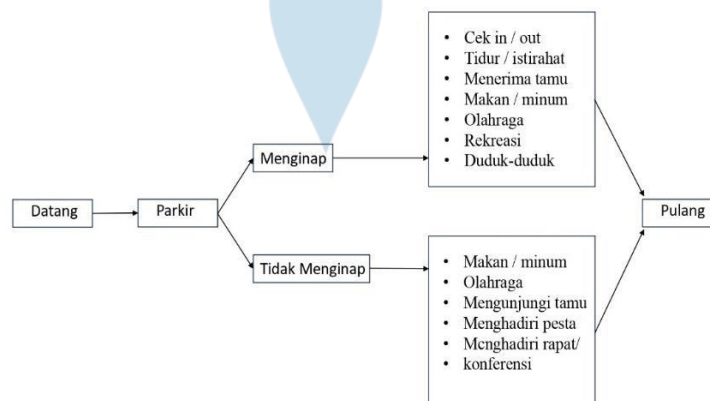 Datang
Parkir
Menginap
• Cek in / out
• Tidur / istirahat
• Menerima tamu
• Makan / minum
• Olahraga
• Rekreasi
• Duduk-duduk
Tidak Menginap
• Makan / minum
• Olahraga
• Mengunjungi tamu
• Menghadiri pesta
• Menghadiri rapat/
• konferensi
Pulang